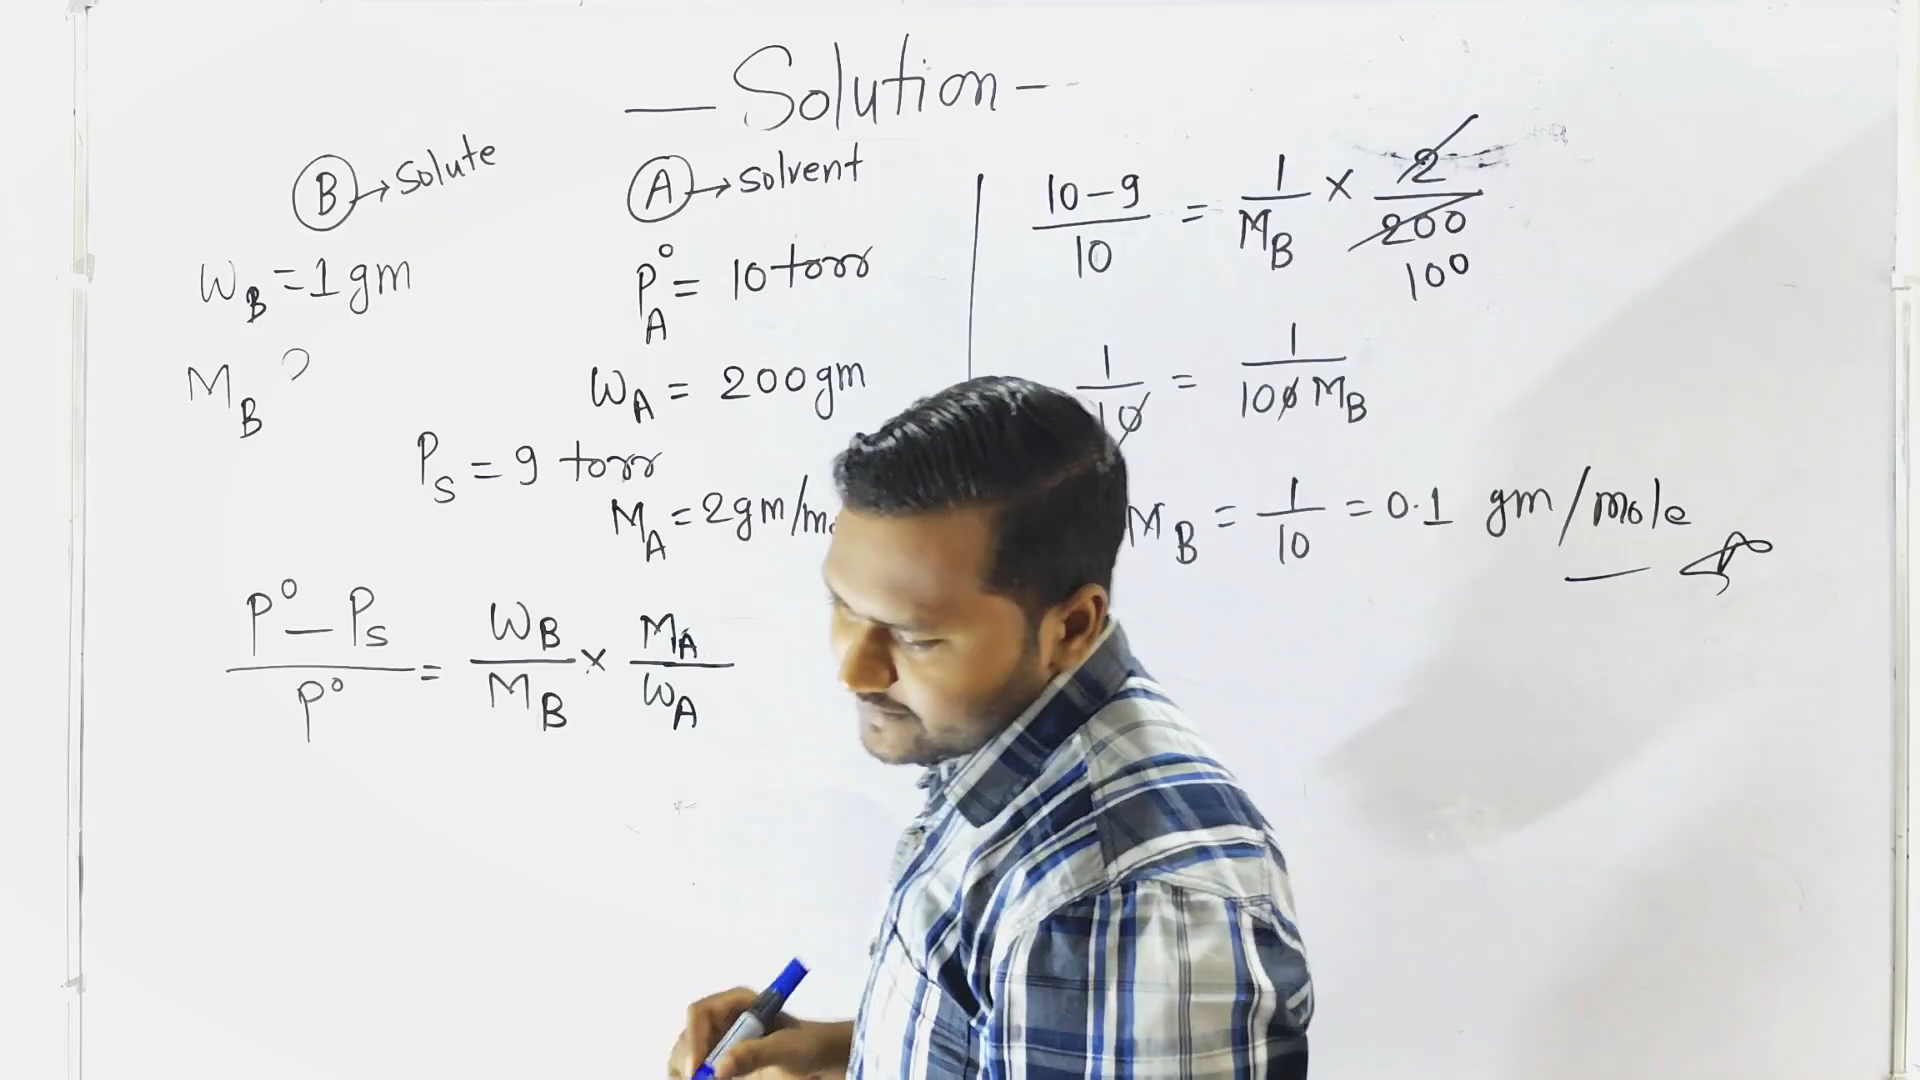 — Solution -
B → solute
A → solvent
W_B = 1 gm
P°_A = 10 torr
M_B ?
W_A = 200 gm
P_S = 9 torr
M_A = 2 gm/m
(P° - P_S)/P° = W_B/M_B × M_A/W_A
(10 - 9)/10 = 1/M_B × 2/200
100
1/10 = 1/(100 M_B)
M_B = 1/10 = 0.1 gm/mole